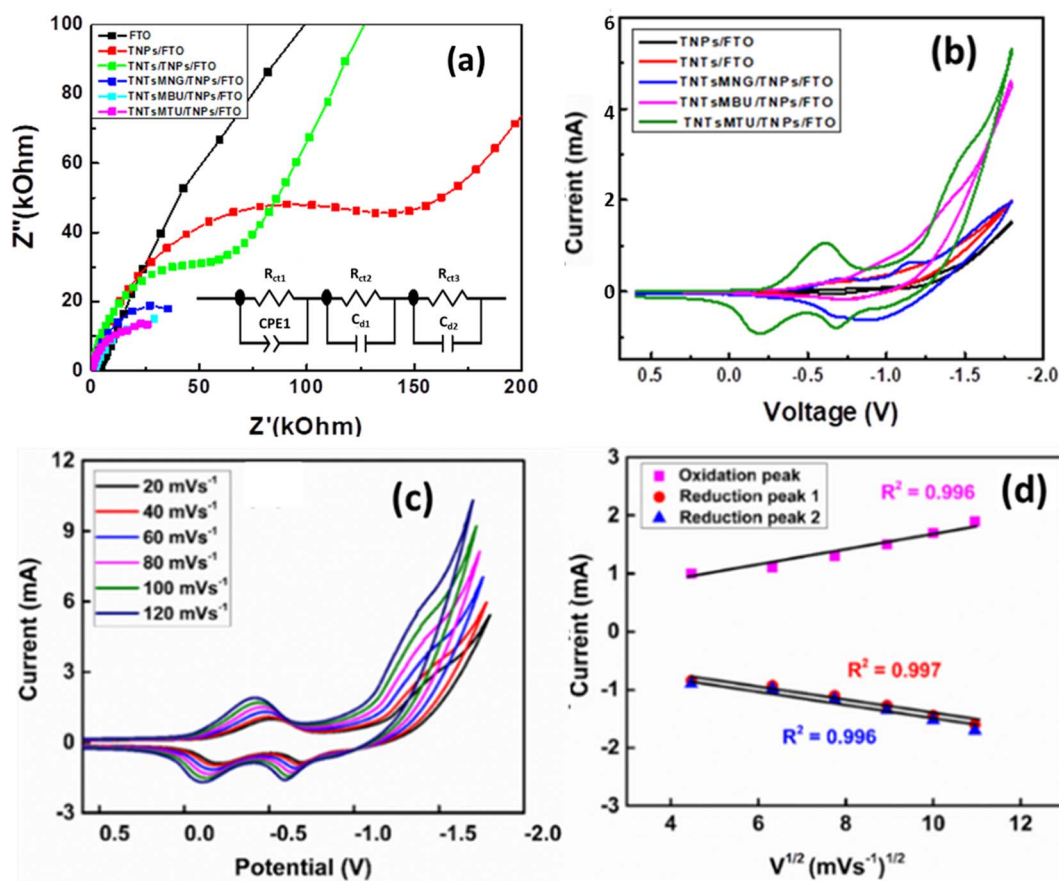 (a)
FTO
TNPs/FTO
TNTs/TNPs/FTO
TNTsMNG/TNPs/FTO
TNTsMBU/TNPs/FTO
TNTsMTU/TNPs/FTO
100
80
60
40
20
0
Z''(kOhm)
R_ct1
R_ct2
R_ct3
CPE1
C_d1
C_d2
0
50
100
150
200
Z'(kOhm)
(b)
TNPs/FTO
TNTs/FTO
TNTsMNG/TNPs/FTO
TNTsMBU/TNPs/FTO
TNTsMTU/TNPs/FTO
6
4
2
0
-2
Current (mA)
0.5
0.0
-0.5
-1.0
-1.5
-2.0
Voltage (V)
(c)
20 mVs⁻¹
40 mVs⁻¹
60 mVs⁻¹
80 mVs⁻¹
100 mVs⁻¹
120 mVs⁻¹
12
9
6
3
0
-3
Current (mA)
0.5
0.0
-0.5
-1.0
-1.5
-2.0
Potential (V)
(d)
Oxidation peak
Reduction peak 1
Reduction peak 2
R² = 0.996
R² = 0.997
R² = 0.996
3
2
1
0
-1
-2
-3
Current (mA)
4
6
8
10
12
V^1/2 (mVs⁻¹)^1/2